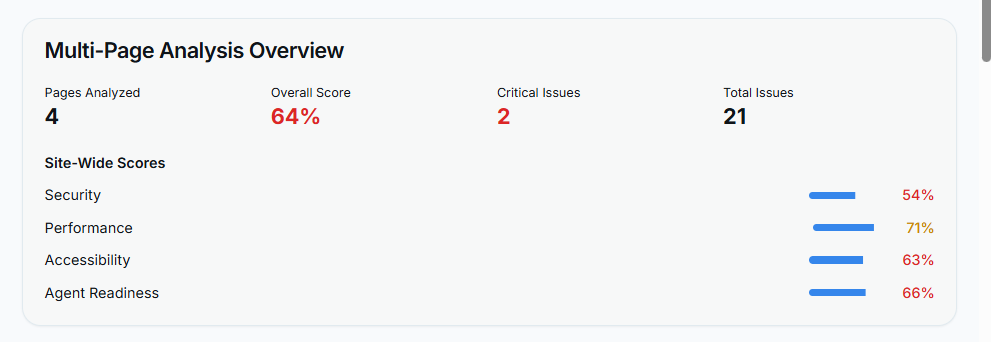 Multi-Page Analysis Overview
Pages Analyzed Overall Score Critical Issues Total Issues
4 64% 2 21
Site-Wide Scores
Security 54%
Performance 71%
Accessibility 63%
Agent Readiness 66%